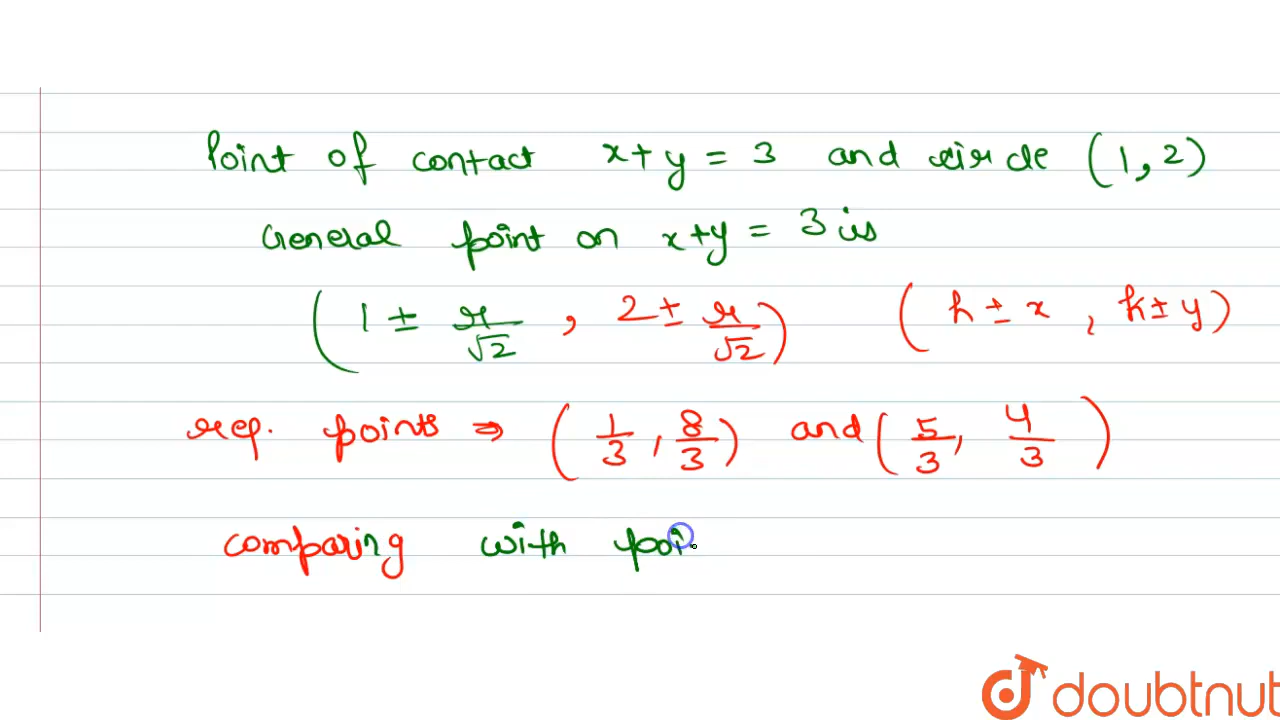 Point of contact x+y = 3 and circle (1, 2)
General point on x+y = 3 is
(1 ± r/√2 , 2 ± r/√2) (h ± x , k ± y)
req. points ⇒ (1/3 , 8/3) and (5/3, 4/3)
comparing with poi
doubtnut